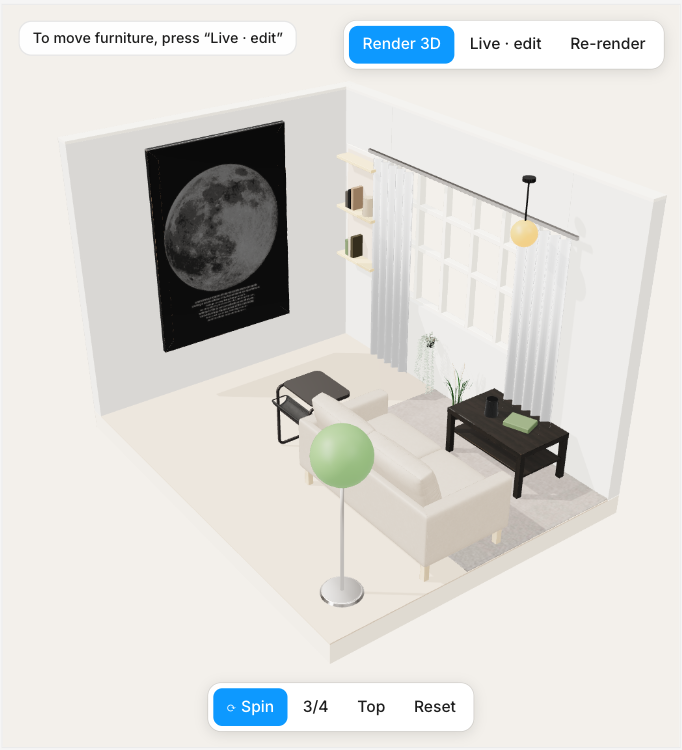 To move furniture, press “Live · edit”
Render 3D
Live · edit
Re-render
Spin
3/4
Top
Reset